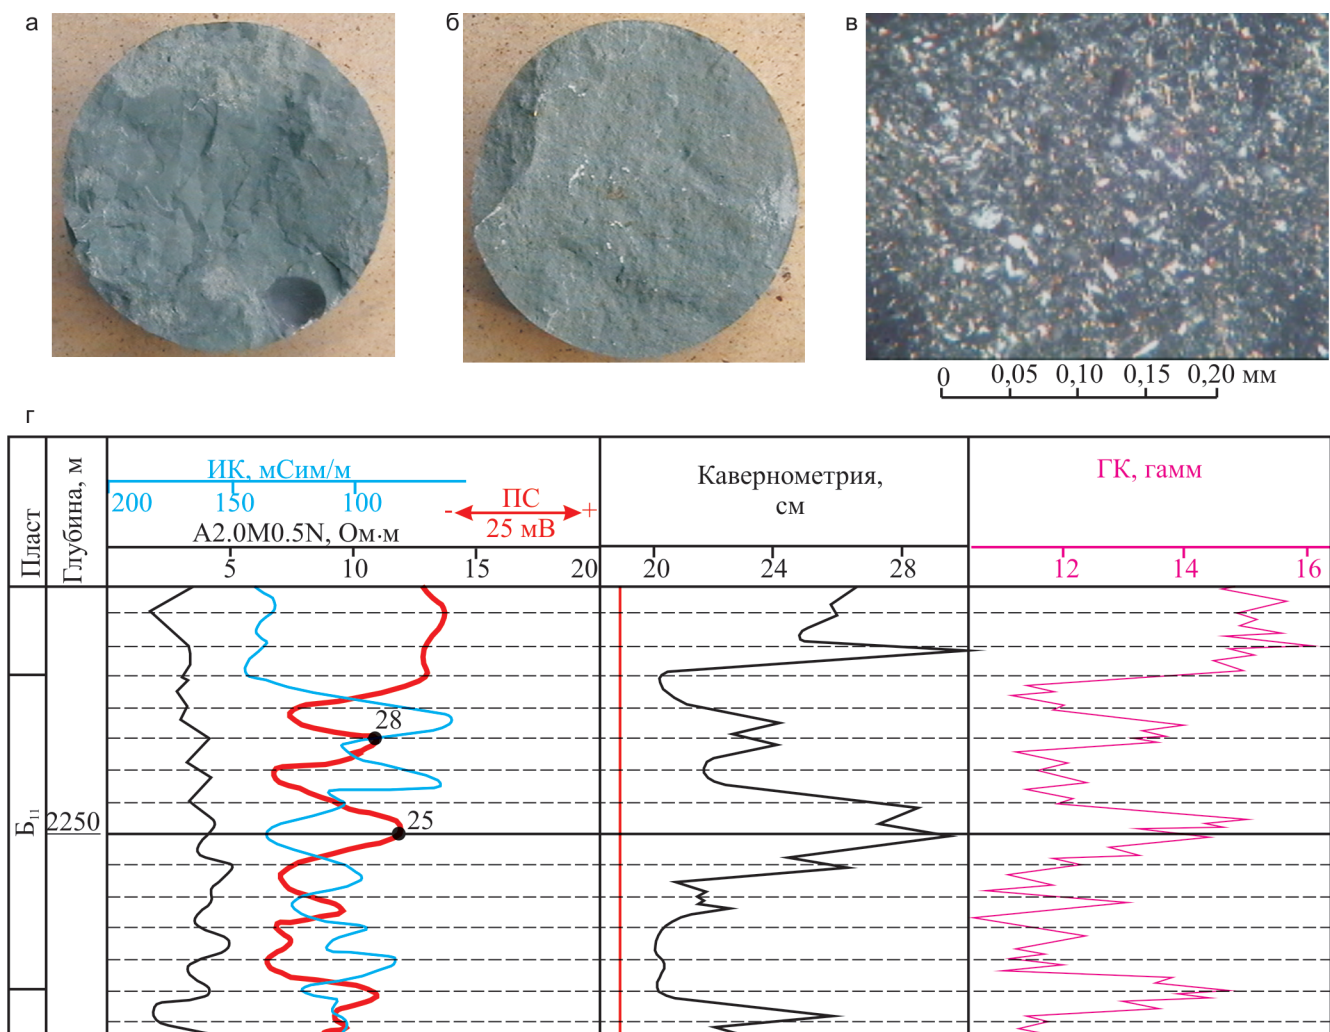 а
б
в
0 0,05 0,10 0,15 0,20 мм
г
Пласт
Глубина, м
ИК, мСим/м
200 150 100
A2.0M0.5N, Ом·м
5 10 15 20
ПС
- +
25 мВ
Кавернометрия,
см
20 24 28
ГК, гамм
12 14 16
28
25
Б₁₁
2250